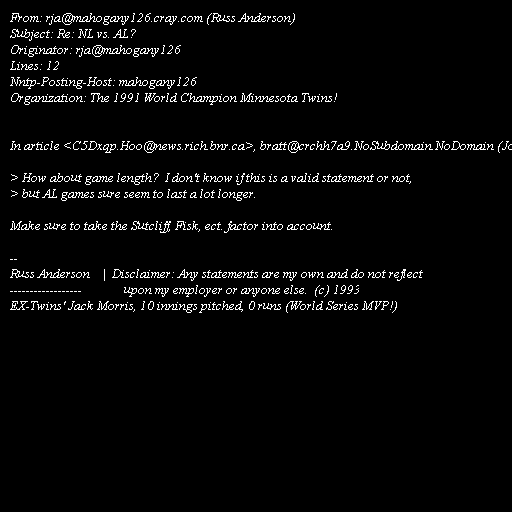 From: rja@mahogany126.cray.com (Russ Anderson)
Subject: Re: NL vs. AL?
Originator: rja@mahogany126
Lines: 12
Nntp-Posting-Host: mahogany126
Organization: The 1991 World Champion Minnesota Twins!
In article <C5Dxqp.Hoo@news.rich.bnr.ca>, bratt@crchh7a9.NoSubdomain.NoDomain (Jo
> How about game length?  I don't know if this is a valid statement or not,
> but AL games sure seem to last a lot longer.
Make sure to take the Sutcliff, Fisk, ect. factor into account.
--
Russ Anderson    |  Disclaimer: Any statements are my own and do not reflect
------------------            upon my employer or anyone else.  (c) 1993
EX-Twins' Jack Morris, 10 innings pitched, 0 runs (World Series MVP!)